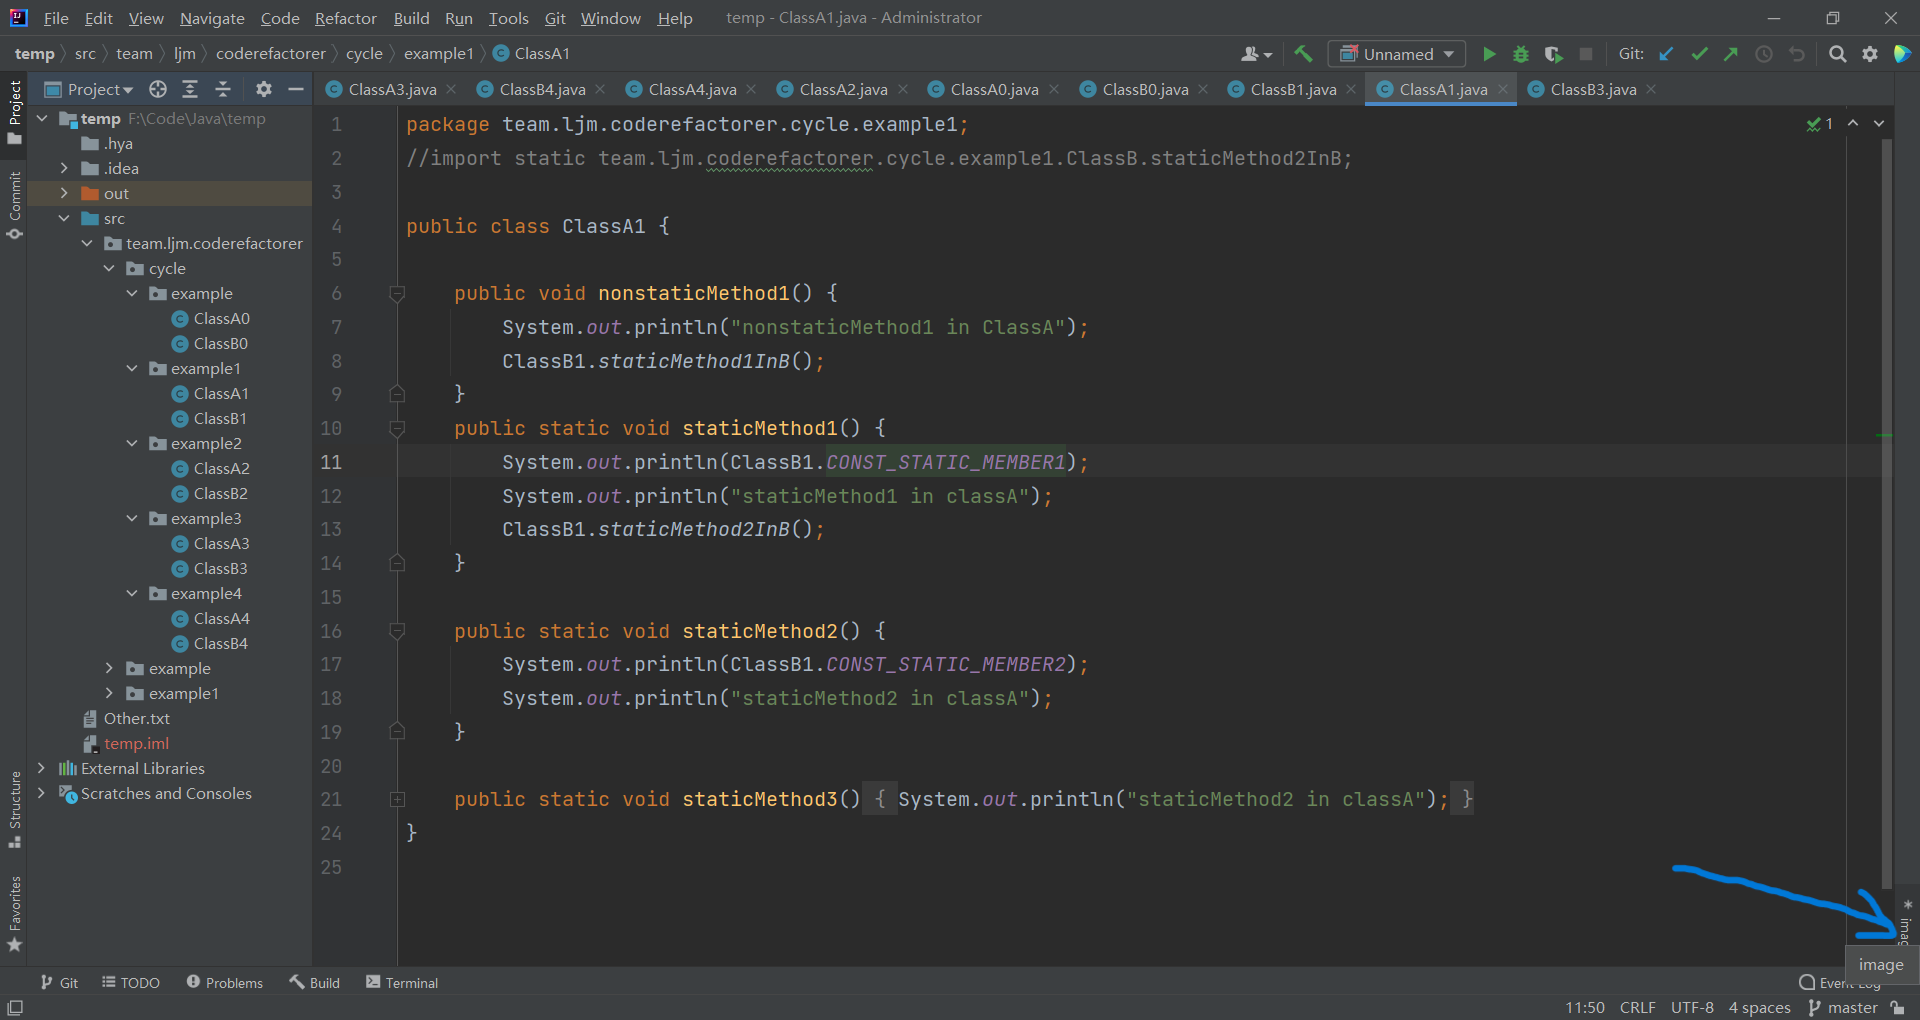 File Edit View Navigate Code Refactor Build Run Tools Git Window Help temp - ClassA1.java - Administrator
temp src team ljm coderefactorer cycle example1 ClassA1 Unnamed Git:
Project ClassA3.java ClassB4.java ClassA4.java ClassA2.java ClassA0.java ClassB0.java ClassB1.java ClassA1.java ClassB3.java
Project
Commit
Structure
Favorites
temp F:\Code\Java\temp
.hya
.idea
out
src
team.ljm.coderefactorer
cycle
example
ClassA0
ClassB0
example1
ClassA1
ClassB1
example2
ClassA2
ClassB2
example3
ClassA3
ClassB3
example4
ClassA4
ClassB4
example
example1
Other.txt
temp.iml
External Libraries
Scratches and Consoles
1 package team.ljm.coderefactorer.cycle.example1;
2 //import static team.ljm.coderefactorer.cycle.example1.ClassB.staticMethod2InB;
3
4 public class ClassA1 {
5
6 public void nonstaticMethod1() {
7 System.out.println("nonstaticMethod1 in ClassA");
8 ClassB1.staticMethod1InB();
9 }
10 public static void staticMethod1() {
11 System.out.println(ClassB1.CONST_STATIC_MEMBER1);
12 System.out.println("staticMethod1 in classA");
13 ClassB1.staticMethod2InB();
14 }
15
16 public static void staticMethod2() {
17 System.out.println(ClassB1.CONST_STATIC_MEMBER2);
18 System.out.println("staticMethod2 in classA");
19 }
20
21 public static void staticMethod3() { System.out.println("staticMethod2 in classA"); }
24 }
25
1
image
Git TODO Problems Build Terminal Event Log
11:50 CRLF UTF-8 4 spaces master